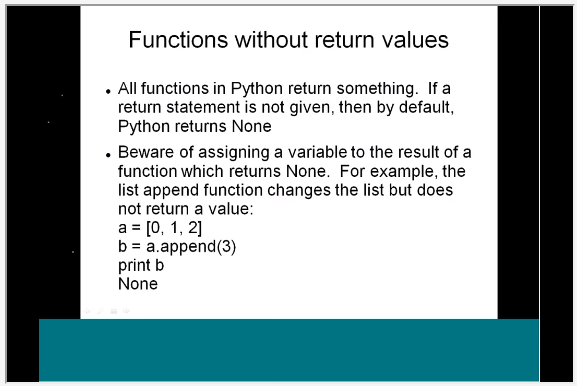 Functions without return values
• All functions in Python return something. If a
return statement is not given, then by default,
Python returns None
• Beware of assigning a variable to the result of a
function which returns None. For example, the
list append function changes the list but does
not return a value:
a = [0, 1, 2]
b = a.append(3)
print b
None